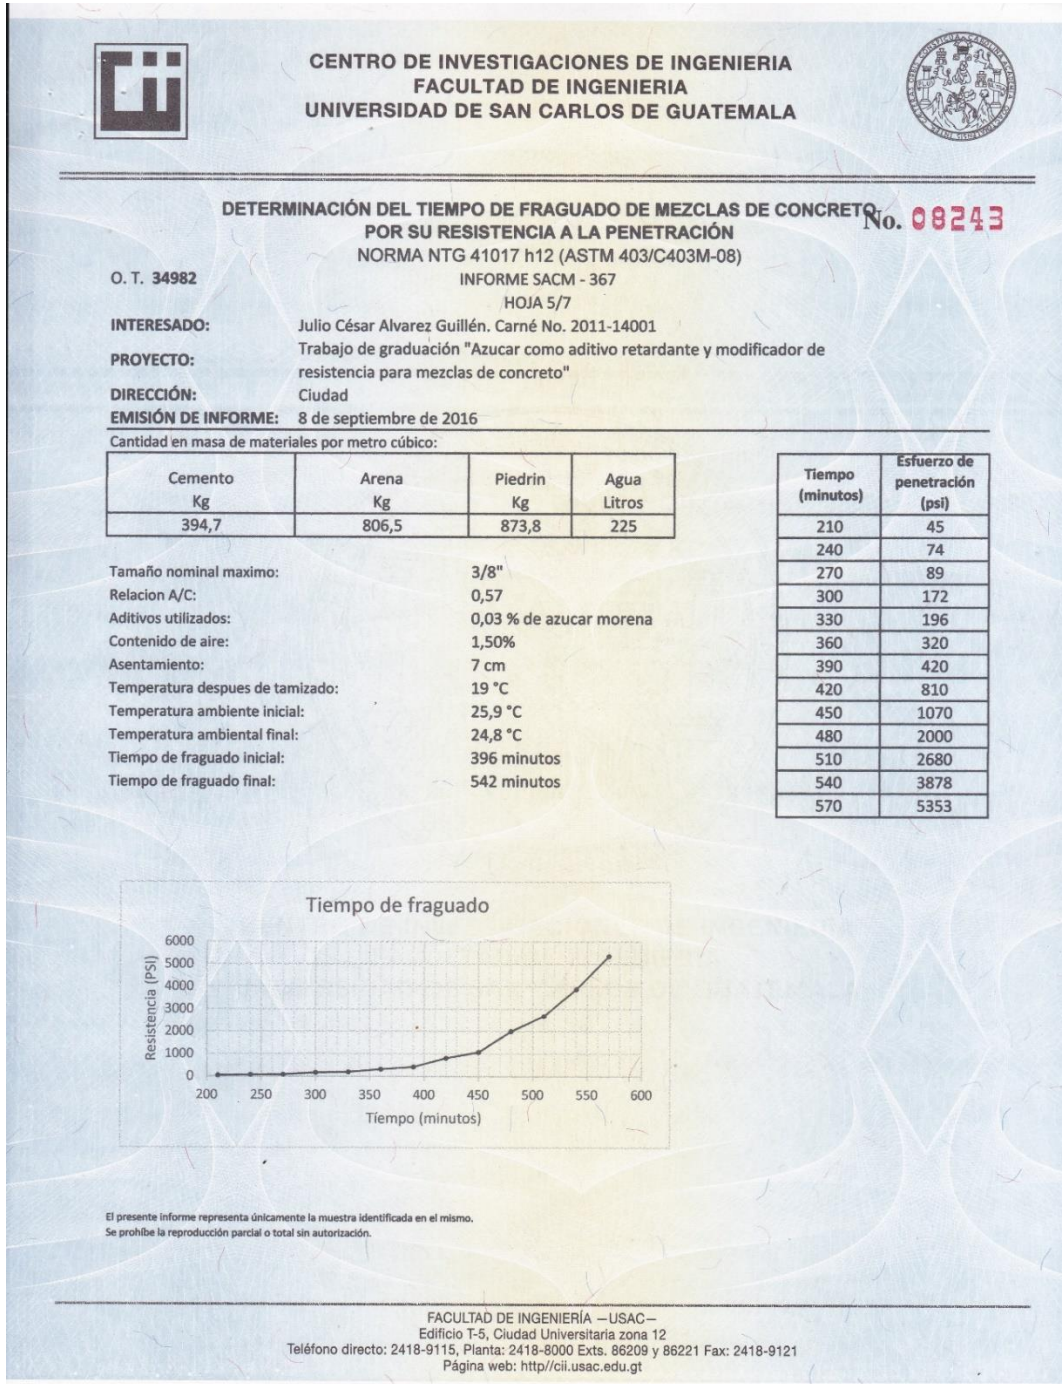 CENTRO DE INVESTIGACIONES DE INGENIERIA
FACULTAD DE INGENIERIA
UNIVERSIDAD DE SAN CARLOS DE GUATEMALA
DETERMINACIÓN DEL TIEMPO DE FRAGUADO DE MEZCLAS DE CONCRETO
POR SU RESISTENCIA A LA PENETRACIÓN
No. 08243
NORMA NTG 41017 h12 (ASTM 403/C403M-08)
O. T. 34982
INFORME SACM - 367
HOJA 5/7
INTERESADO: Julio César Alvarez Guillén. Carné No. 2011-14001
PROYECTO: Trabajo de graduación "Azucar como aditivo retardante y modificador de
resistencia para mezclas de concreto"
DIRECCIÓN: Ciudad
EMISIÓN DE INFORME: 8 de septiembre de 2016
Cantidad en masa de materiales por metro cúbico:
Cemento Arena Piedrin Agua
Kg Kg Kg Litros
394,7 806,5 873,8 225
Tamaño nominal maximo: 3/8"
Relacion A/C: 0,57
Aditivos utilizados: 0,03 % de azucar morena
Contenido de aire: 1,50%
Asentamiento: 7 cm
Temperatura despues de tamizado: 19 °C
Temperatura ambiente inicial: 25,9 °C
Temperatura ambiental final: 24,8 °C
Tiempo de fraguado inicial: 396 minutos
Tiempo de fraguado final: 542 minutos
Tiempo (minutos) Esfuerzo de penetración (psi)
210 45
240 74
270 89
300 172
330 196
360 320
390 420
420 810
450 1070
480 2000
510 2680
540 3878
570 5353
Tiempo de fraguado
Resistencia (PSI)
6000
5000
4000
3000
2000
1000
0
200 250 300 350 400 450 500 550 600
Tiempo (minutos)
El presente informe representa únicamente la muestra identificada en el mismo.
Se prohíbe la reproducción parcial o total sin autorización.
FACULTAD DE INGENIERÍA —USAC—
Edificio T-5, Ciudad Universitaria zona 12
Teléfono directo: 2418-9115, Planta: 2418-8000 Exts. 86209 y 86221 Fax: 2418-9121
Página web: http//cii.usac.edu.gt